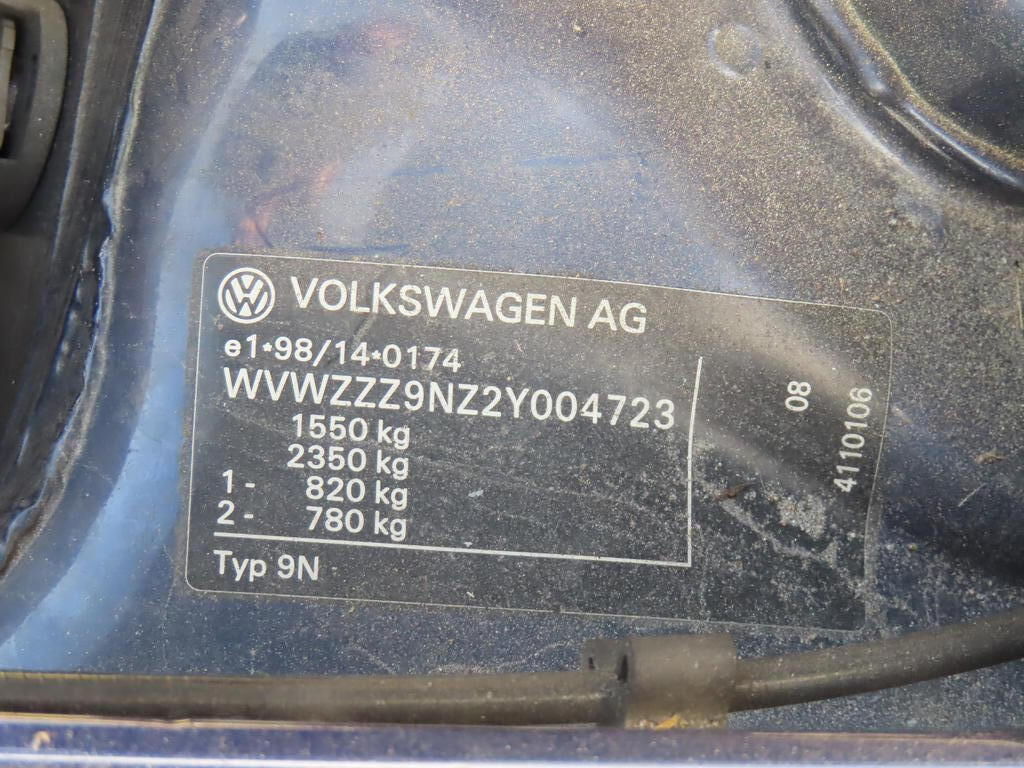 VOLKSWAGEN AG
e1*98/14*0174
WVWZZZ9NZ2Y004723
1550 kg
2350 kg
1 - 820 kg
2 - 780 kg
Typ 9N
08
4110106